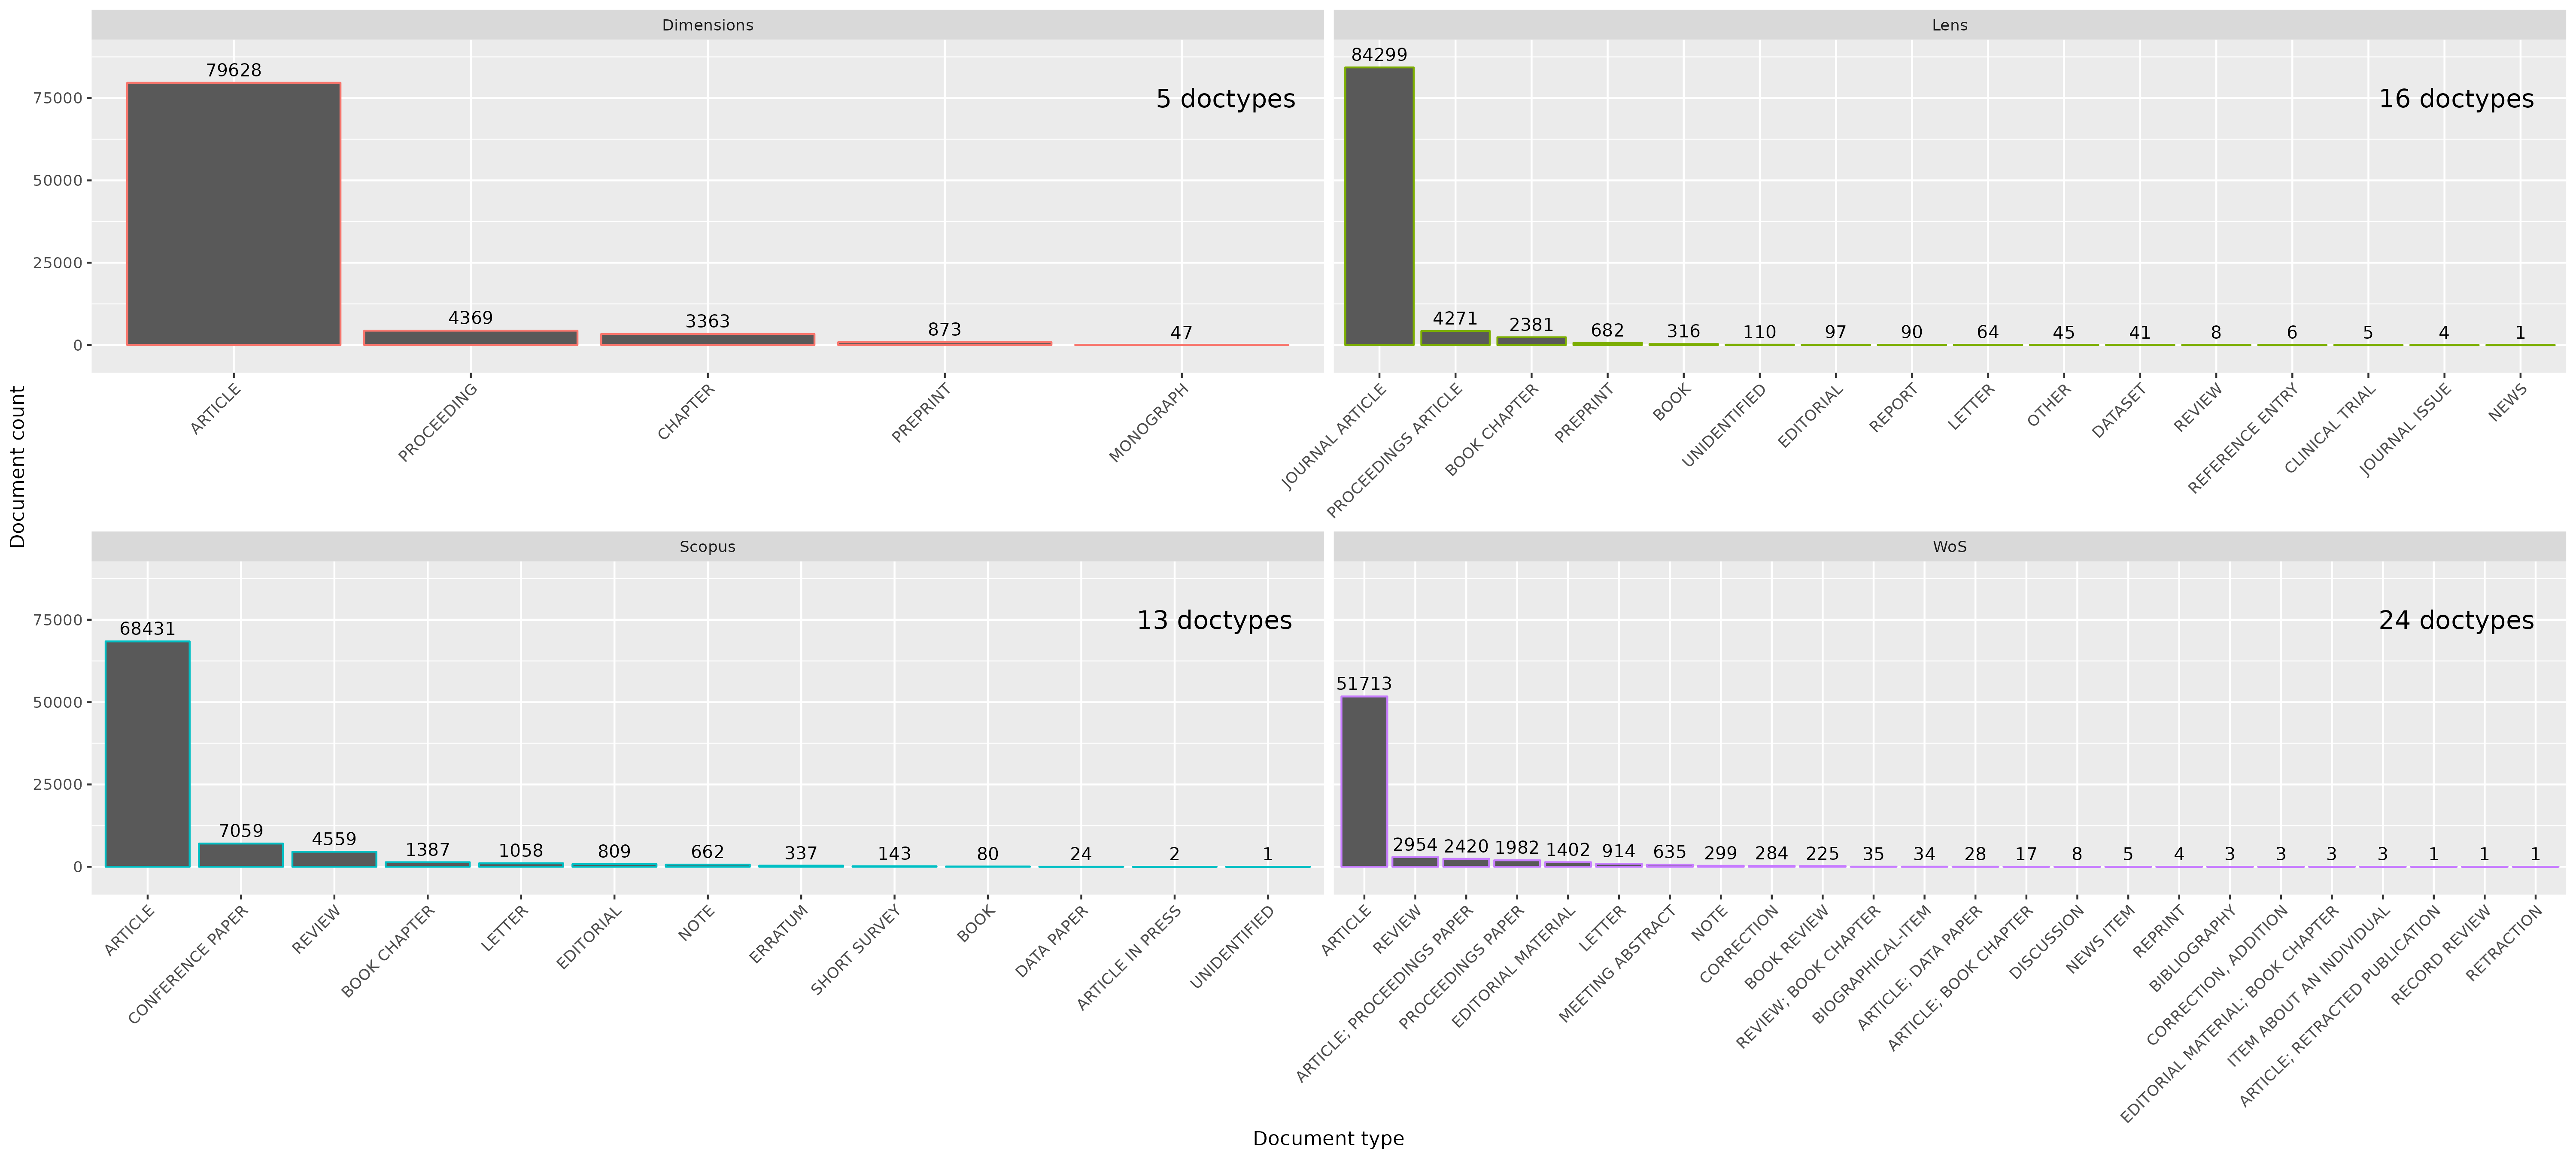 Dimensions
79628
5 doctypes
75000
50000
25000
4369
3363
873
47
0
ARTICLE
PROCEEDING
CHAPTER
PREPRINT
MONOGRAPH
Lens
84299
16 doctypes
4271
2381
682
316
110
97
90
64
45
41
8
6
5
4
1
JOURNAL ARTICLE
PROCEEDINGS ARTICLE
BOOK CHAPTER
PREPRINT
BOOK
UNIDENTIFIED
EDITORIAL
REPORT
LETTER
OTHER
DATASET
REVIEW
REFERENCE ENTRY
CLINICAL TRIAL
JOURNAL ISSUE
NEWS
Document count
Scopus
13 doctypes
75000
68431
50000
25000
7059
4559
1387
1058
809
662
337
143
80
24
2
1
0
ARTICLE
CONFERENCE PAPER
REVIEW
BOOK CHAPTER
LETTER
EDITORIAL
NOTE
ERRATUM
SHORT SURVEY
BOOK
DATA PAPER
ARTICLE IN PRESS
UNIDENTIFIED
WoS
24 doctypes
51713
2954
2420
1982
1402
914
635
299
284
225
35
34
28
17
8
5
4
3
3
3
3
1
1
1
ARTICLE
REVIEW
ARTICLE; PROCEEDINGS PAPER
PROCEEDINGS PAPER
EDITORIAL MATERIAL
LETTER
MEETING ABSTRACT
NOTE
CORRECTION
BOOK REVIEW
REVIEW; BOOK CHAPTER
BIOGRAPHICAL-ITEM
ARTICLE; DATA PAPER
ARTICLE; BOOK CHAPTER
DISCUSSION
NEWS ITEM
REPRINT
BIBLIOGRAPHY
CORRECTION, ADDITION
EDITORIAL MATERIAL; BOOK CHAPTER
ITEM ABOUT AN INDIVIDUAL
ARTICLE; RETRACTED PUBLICATION
RECORD REVIEW
RETRACTION
Document type